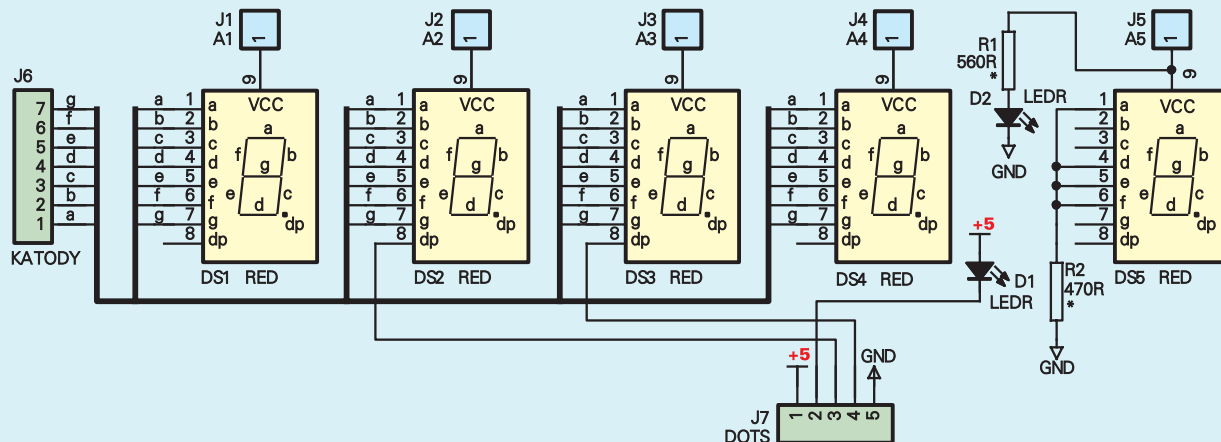 J1
A1
1
J2
A2
1
J3
A3
1
J4
A4
1
J5
A5
1
R1
560R
*
D2 LEDR
GND
J6
7 g
6 f
5 e
4 d
3 c
2 b
1 a
KATODY
9
VCC
a 1 a
b 2 b
c 3 c
d 4 d
e 5 e
f 6 f
g 7 g
8 dp
a
f b
g
e c
d
dp
DS1 RED
9
VCC
a 1 a
b 2 b
c 3 c
d 4 d
e 5 e
f 6 f
g 7 g
8 dp
a
f b
g
e c
d
dp
DS2 RED
9
VCC
a 1 a
b 2 b
c 3 c
d 4 d
e 5 e
f 6 f
g 7 g
8 dp
a
f b
g
e c
d
dp
DS3 RED
9
VCC
a 1 a
b 2 b
c 3 c
d 4 d
e 5 e
f 6 f
g 7 g
8 dp
a
f b
g
e c
d
dp
DS4 RED
9
VCC
1 a
2 b
3 c
4 d
5 e
6 f
7 g
8 dp
a
f b
g
e c
d
dp
DS5 RED
+5
D1
LEDR
R2
470R
*
GND
+5
GND
J7
DOTS
1 2 3 4 5